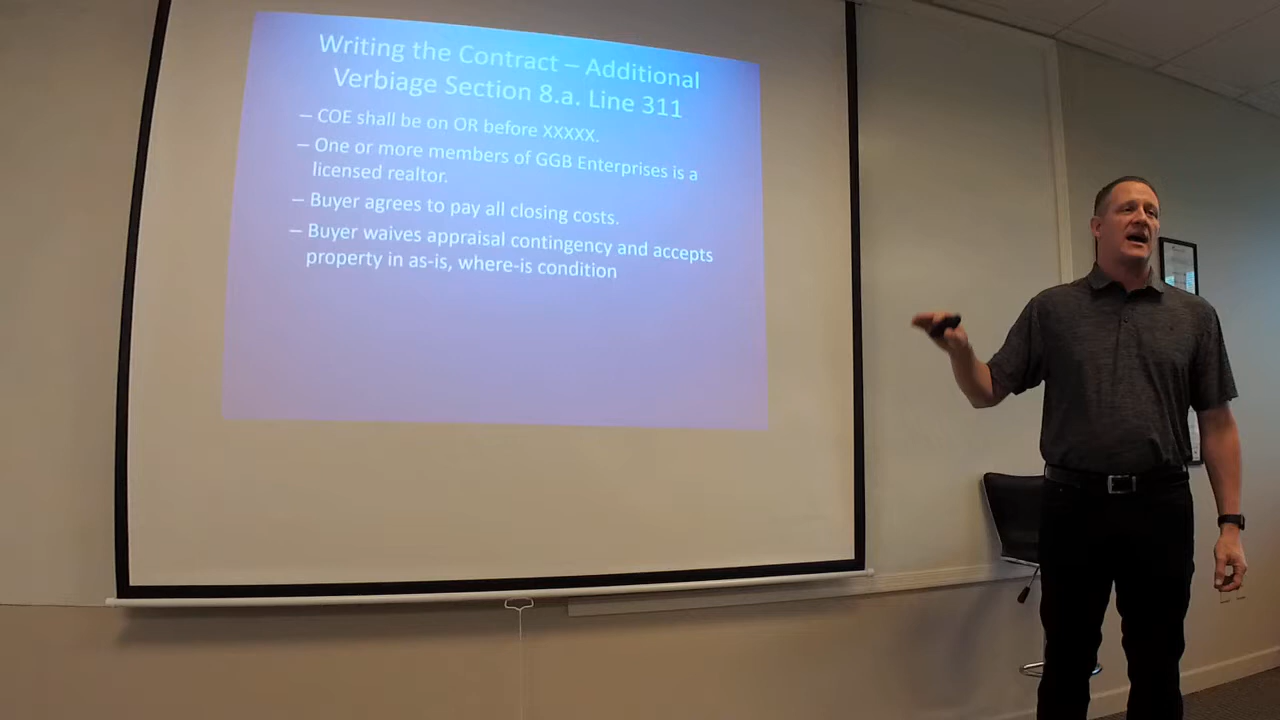 Writing the Contract – Additional
Verbiage Section 8.a. Line 311
– COE shall be on OR before XXXXX.
– One or more members of GGB Enterprises is a
licensed realtor.
– Buyer agrees to pay all closing costs.
– Buyer waives appraisal contingency and accepts
property in as-is, where-is condition